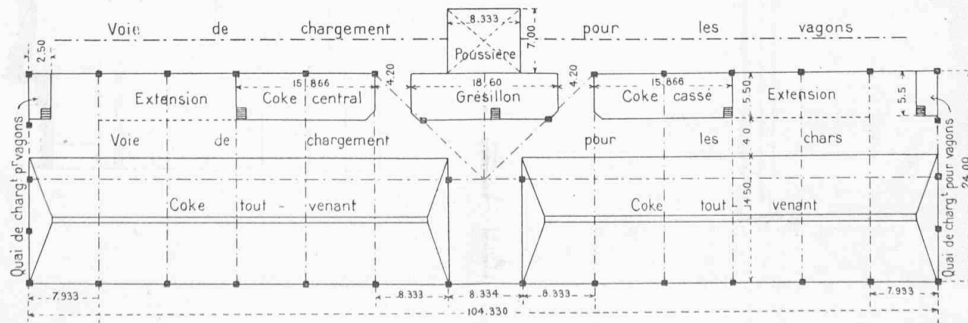 Voie de chargement pour les vagons
8.333
7.00
Poussière
2.50
15.866
4.20
18.60
4.20
15.866
Extension
Coke central
Grésillon
Coke cassé
5.50
Extension
5.5
Voie de chargement pour les chars
4 0
Quai de charg.t p.r vagons
Coke tout - venant
Coke tout - venant
14.50
Quai de charg.t pour vagons
24.00
7.933
8.333
8.334
8.333
7.933
104.330